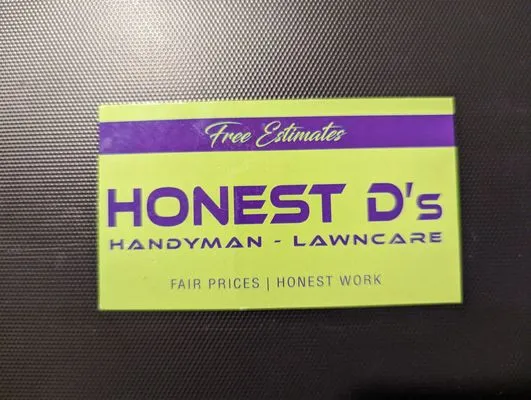 Free Estimates
HONEST D's
HANDYMAN - LAWNCARE
FAIR PRICES | HONEST WORK